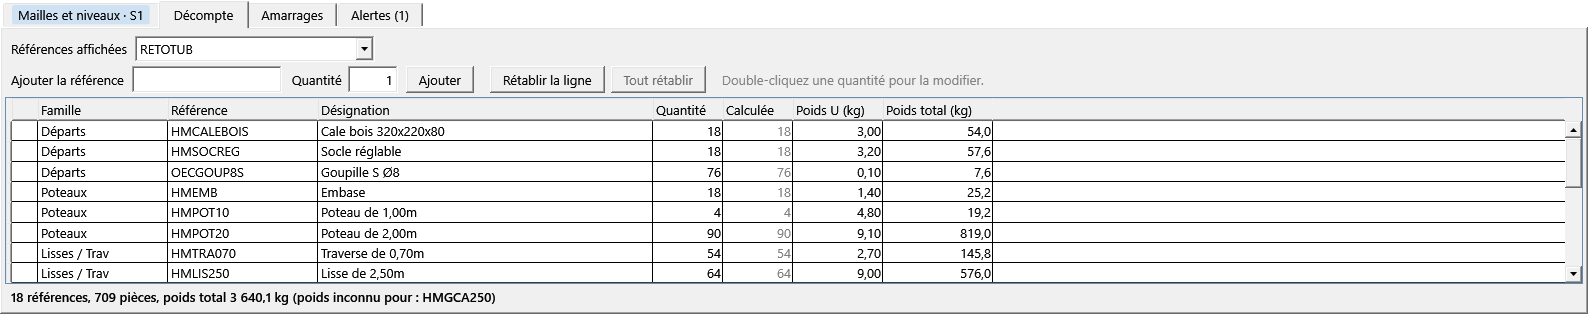 Mailles et niveaux · S1 Décompte Amarrages Alertes (1)
Références affichées RETOTUB
Ajouter la référence Quantité 1 Ajouter Rétablir la ligne Tout rétablir Double-cliquez une quantité pour la modifier.
Famille Référence Désignation Quantité Calculée Poids U (kg) Poids total (kg)
Départs HMCALEBOIS Cale bois 320x220x80 18 18 3,00 54,0
Départs HMSOCREG Socle réglable 18 18 3,20 57,6
Départs OECGOUP8S Goupille S Ø8 76 76 0,10 7,6
Poteaux HMEMB Embase 18 18 1,40 25,2
Poteaux HMPOT10 Poteau de 1,00m 4 4 4,80 19,2
Poteaux HMPOT20 Poteau de 2,00m 90 90 9,10 819,0
Lisses / Trav HMTRA070 Traverse de 0,70m 54 54 2,70 145,8
Lisses / Trav HMLIS250 Lisse de 2,50m 64 64 9,00 576,0
18 références, 709 pièces, poids total 3 640,1 kg (poids inconnu pour : HMGCA250)